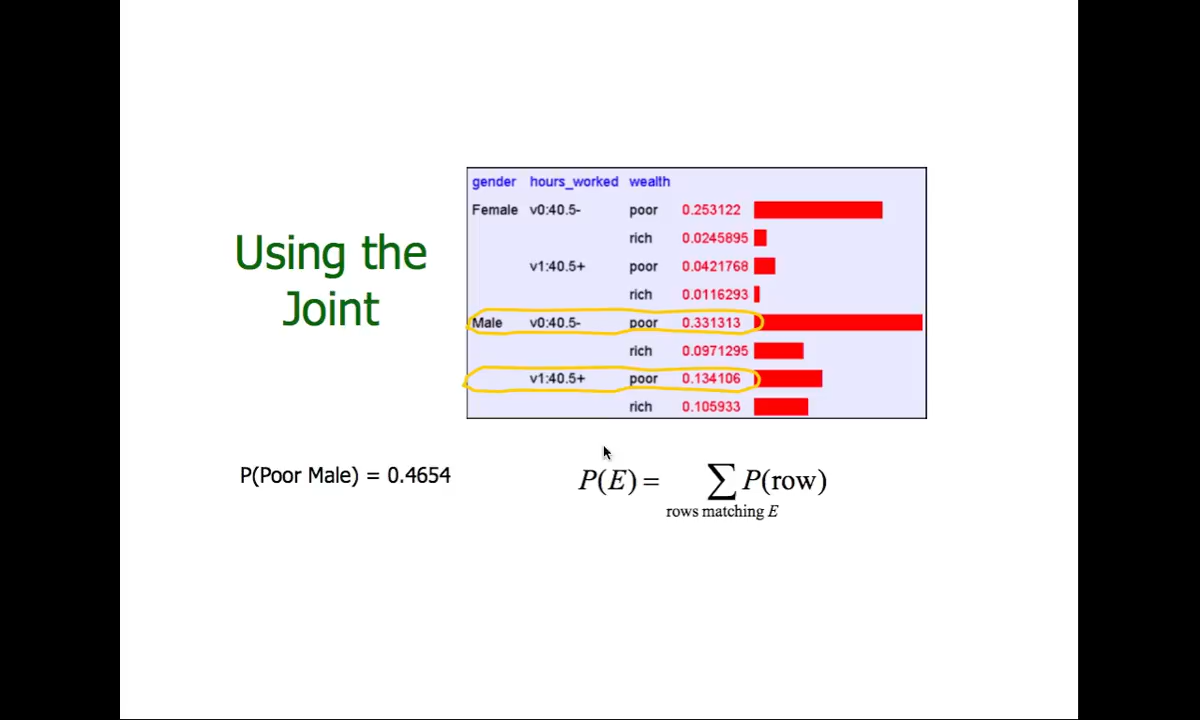 Using the
Joint
gender hours_worked wealth
Female v0:40.5- poor 0.253122
rich 0.0245895
v1:40.5+ poor 0.0421768
rich 0.0116293
Male v0:40.5- poor 0.331313
rich 0.0971295
v1:40.5+ poor 0.134106
rich 0.105933
P(Poor Male) = 0.4654
P(E) = ∑ P(row)
rows matching E